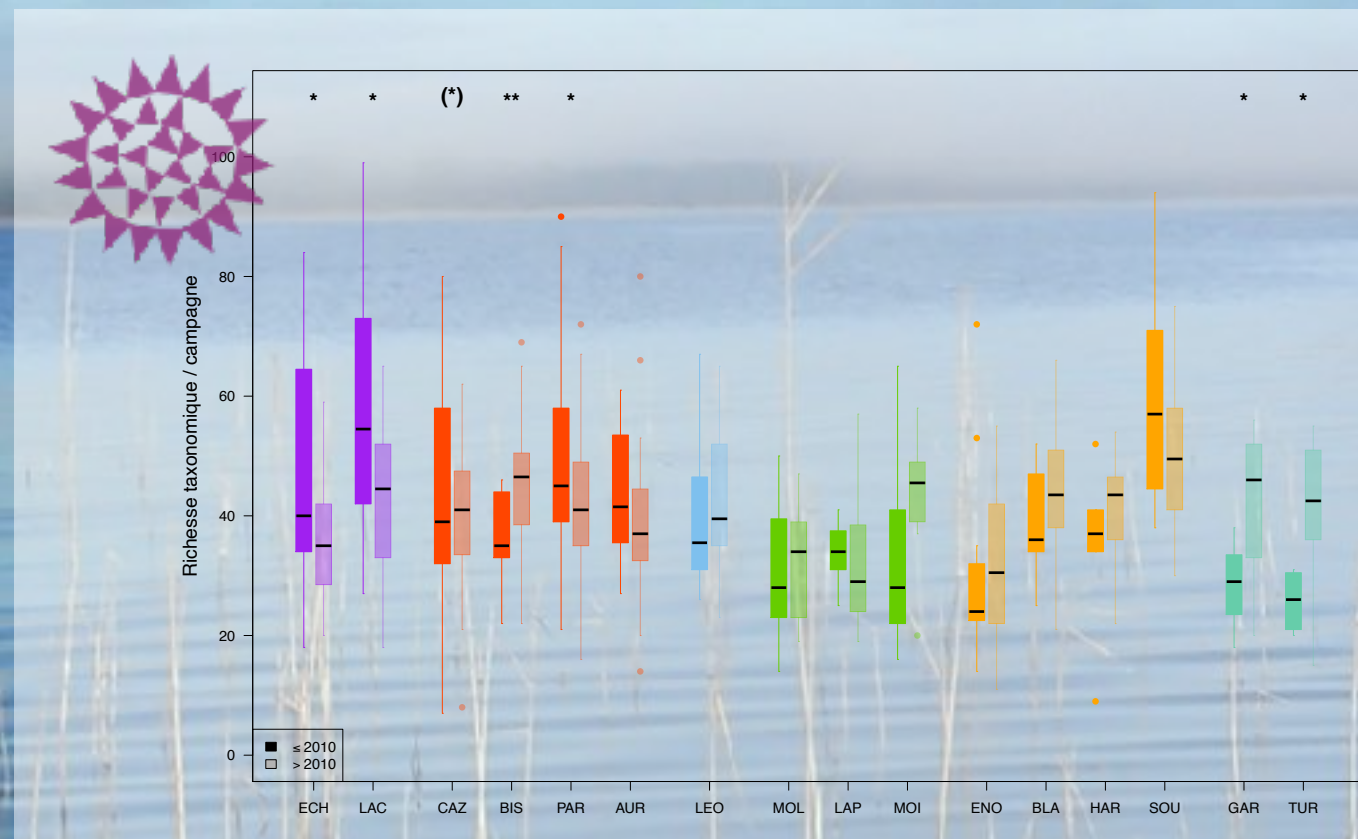 * * (*) ** * * *
100
80
60
40
20
0
Richesse taxonomique / campagne
≤ 2010
> 2010
ECH LAC CAZ BIS PAR AUR LEO MOL LAP MOI ENO BLA HAR SOU GAR TUR